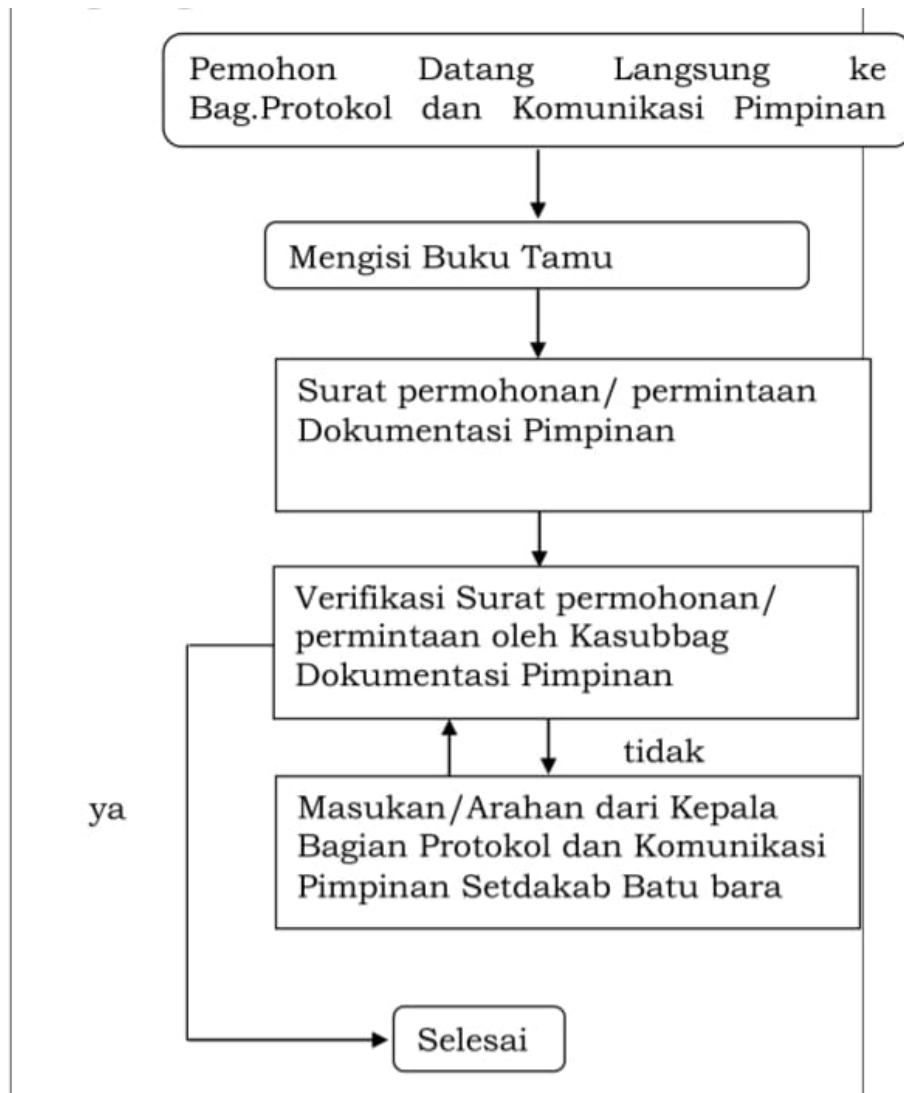 Pemohon Datang Langsung ke
Bag.Protokol dan Komunikasi Pimpinan
Mengisi Buku Tamu
Surat permohonan/ permintaan
Dokumentasi Pimpinan
Verifikasi Surat permohonan/
permintaan oleh Kasubbag
Dokumentasi Pimpinan
tidak
ya
Masukan/Arahan dari Kepala
Bagian Protokol dan Komunikasi
Pimpinan Setdakab Batu bara
Selesai